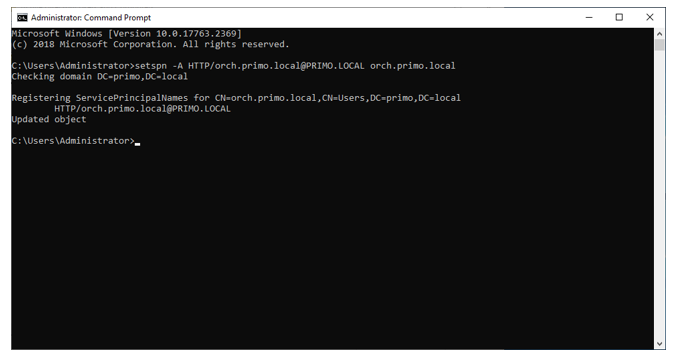 Administrator: Command Prompt
Microsoft Windows [Version 10.0.17763.2369]
(c) 2018 Microsoft Corporation. All rights reserved.
C:\Users\Administrator>setspn -A HTTP/orch.primo.local@PRIMO.LOCAL orch.primo.local
Checking domain DC=primo,DC=local
Registering ServicePrincipalNames for CN=orch.primo.local,CN=Users,DC=primo,DC=local
HTTP/orch.primo.local@PRIMO.LOCAL
Updated object
C:\Users\Administrator>